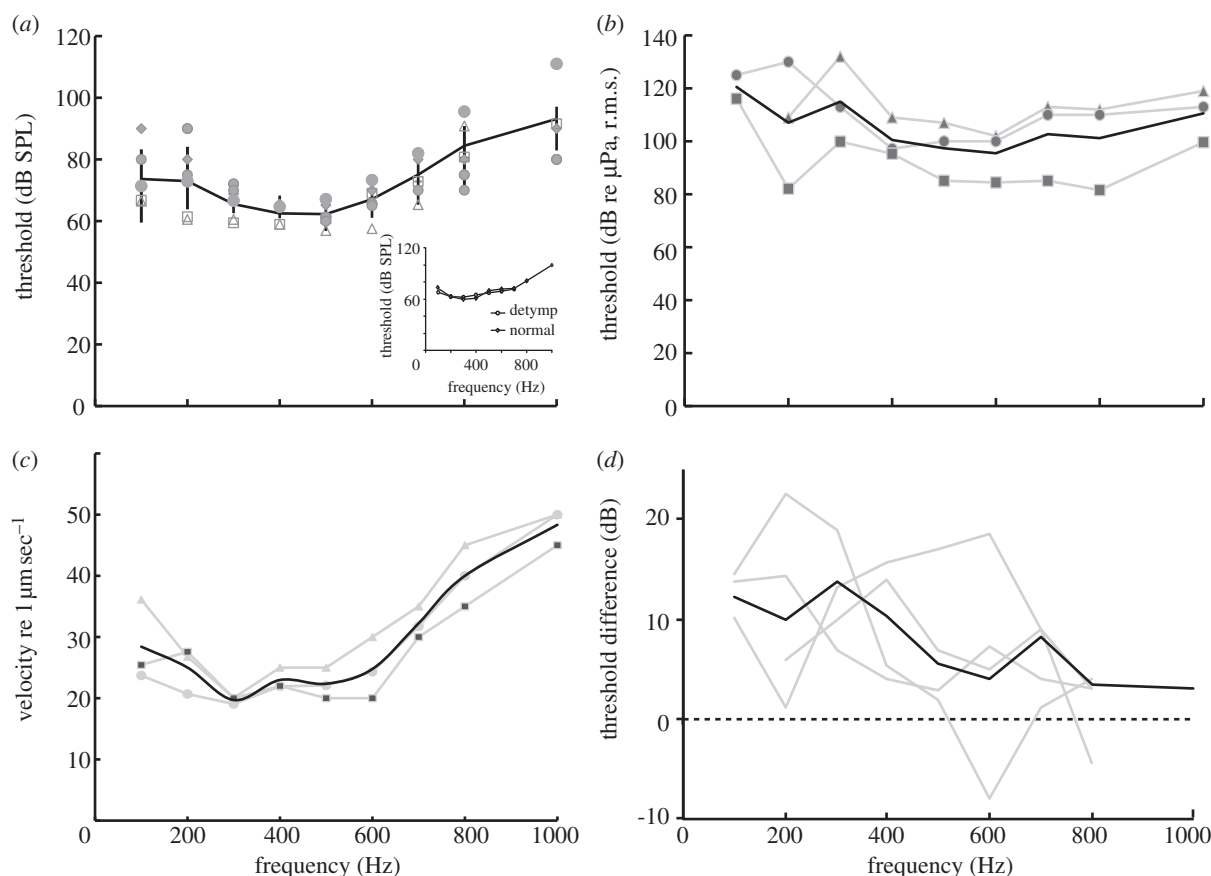 (a)
120
100
80
60
40
20
0
threshold (dB SPL)
120
60
0
400
800
threshold (dB SPL)
frequency (Hz)
detymp
normal
(b)
140
120
100
80
60
40
20
0
threshold (dB re µPa, r.m.s.)
(c)
50
40
30
20
10
0
200
400
600
800
1000
velocity re 1 µm sec⁻¹
frequency (Hz)
(d)
20
10
0
-10
0
200
400
600
800
1000
threshold difference (dB)
frequency (Hz)